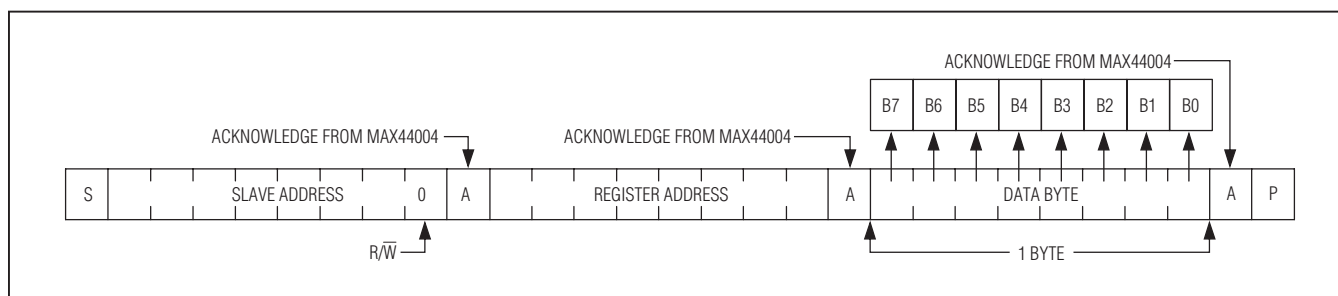 ACKNOWLEDGE FROM MAX44004
B7 B6 B5 B4 B3 B2 B1 B0
ACKNOWLEDGE FROM MAX44004 ACKNOWLEDGE FROM MAX44004
S SLAVE ADDRESS 0 A REGISTER ADDRESS A DATA BYTE A P
R/W̅ 1 BYTE